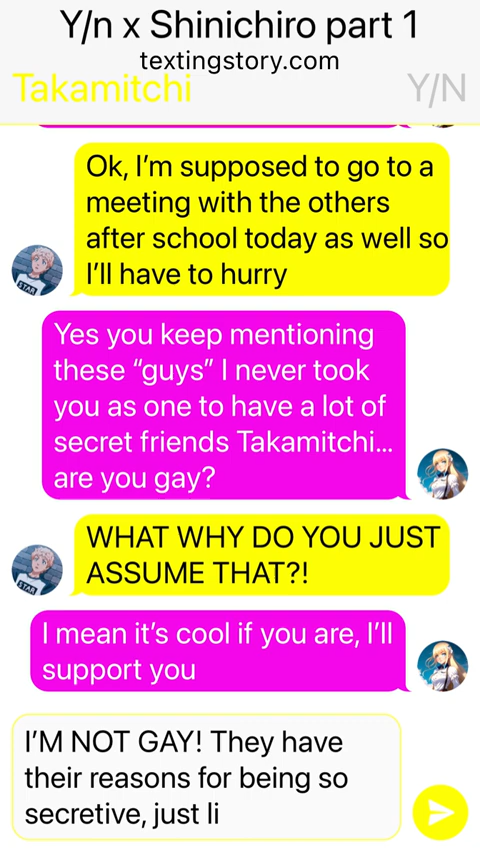 Y/n x Shinichiro part 1
textingstory.com
Takamitchi
Y/N
Ok, I’m supposed to go to a
meeting with the others
after school today as well so
I’ll have to hurry
STAR
Yes you keep mentioning
these “guys” I never took
you as one to have a lot of
secret friends Takamitchi...
are you gay?
WHAT WHY DO YOU JUST
ASSUME THAT?!
STAR
I mean it’s cool if you are, I’ll
support you
I’M NOT GAY! They have
their reasons for being so
secretive, just li